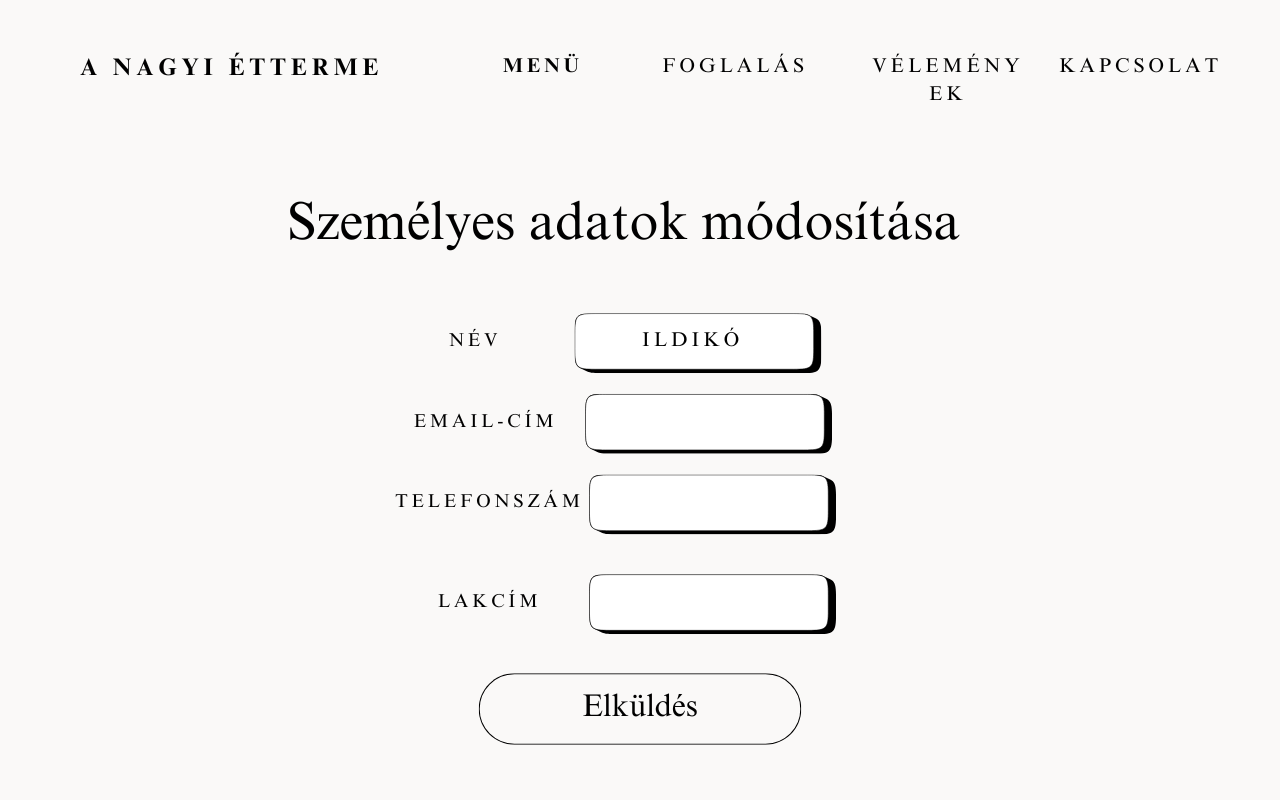 A NAGYI ÉTTERME
MENÜ
FOGLALÁS
VÉLEMÉNY
EK
KAPCSOLAT
Személyes adatok módosítása
NÉV
ILDIKÓ
EMAIL-CÍM
TELEFONSZÁM
LAKCÍM
Elküldés